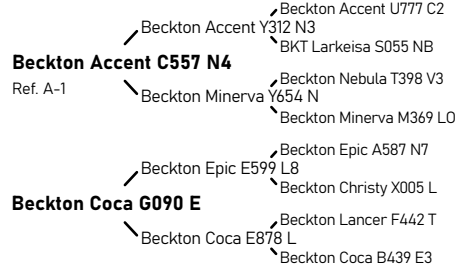 Beckton Accent U777 C2
Beckton Accent Y312 N3
BKT Larkeisa S055 NB
Beckton Accent C557 N4
Ref. A-1
Beckton Nebula T398 V3
Beckton Minerva Y654 N
Beckton Minerva M369 LO
Beckton Epic A587 N7
Beckton Epic E599 L8
Beckton Christy X005 L
Beckton Coca G090 E
Beckton Lancer F442 T
Beckton Coca E878 L
Beckton Coca B439 E3